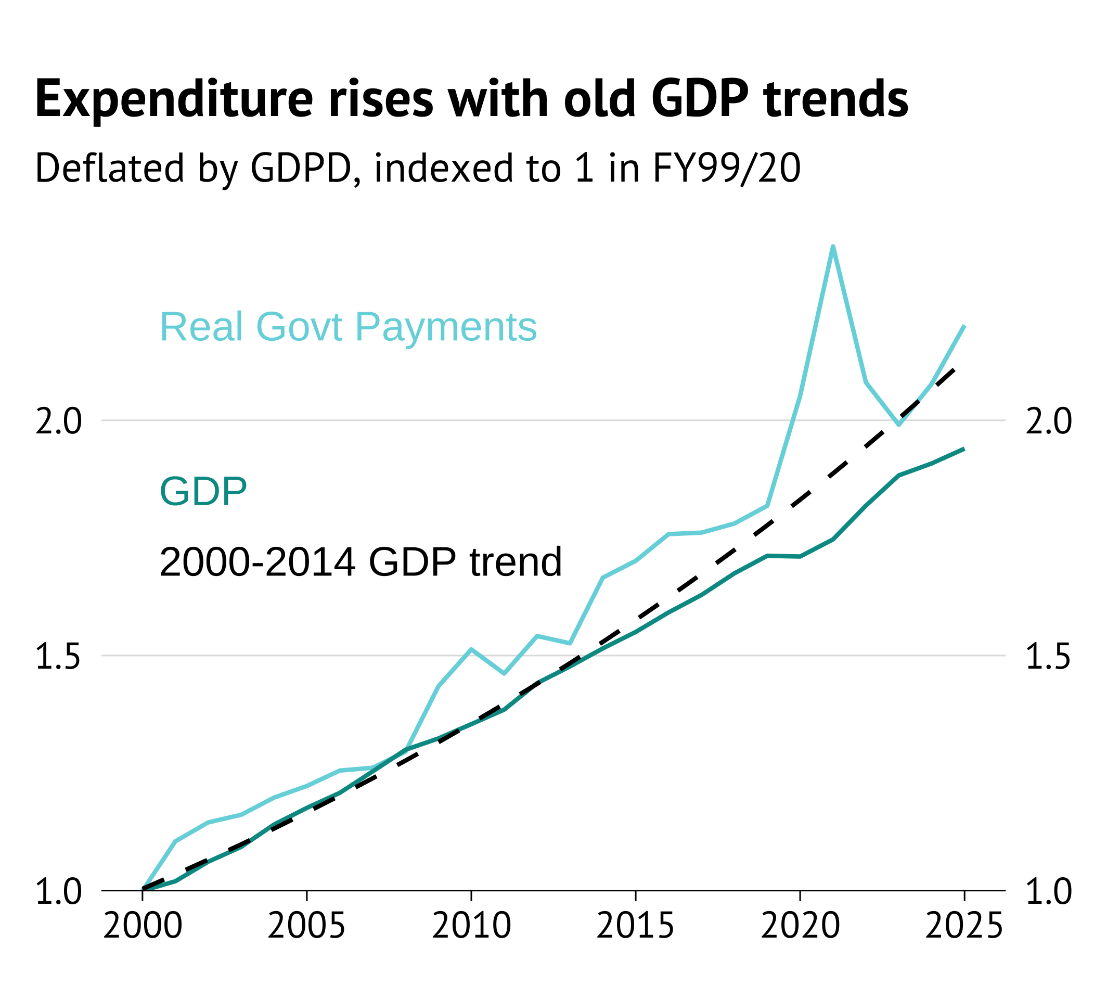 Expenditure rises with old GDP trends
Deflated by GDPD, indexed to 1 in FY99/20
Real Govt Payments
2.0 2.0
GDP
2000-2014 GDP trend
1.5 1.5
1.0 1.0
2000 2005 2010 2015 2020 2025